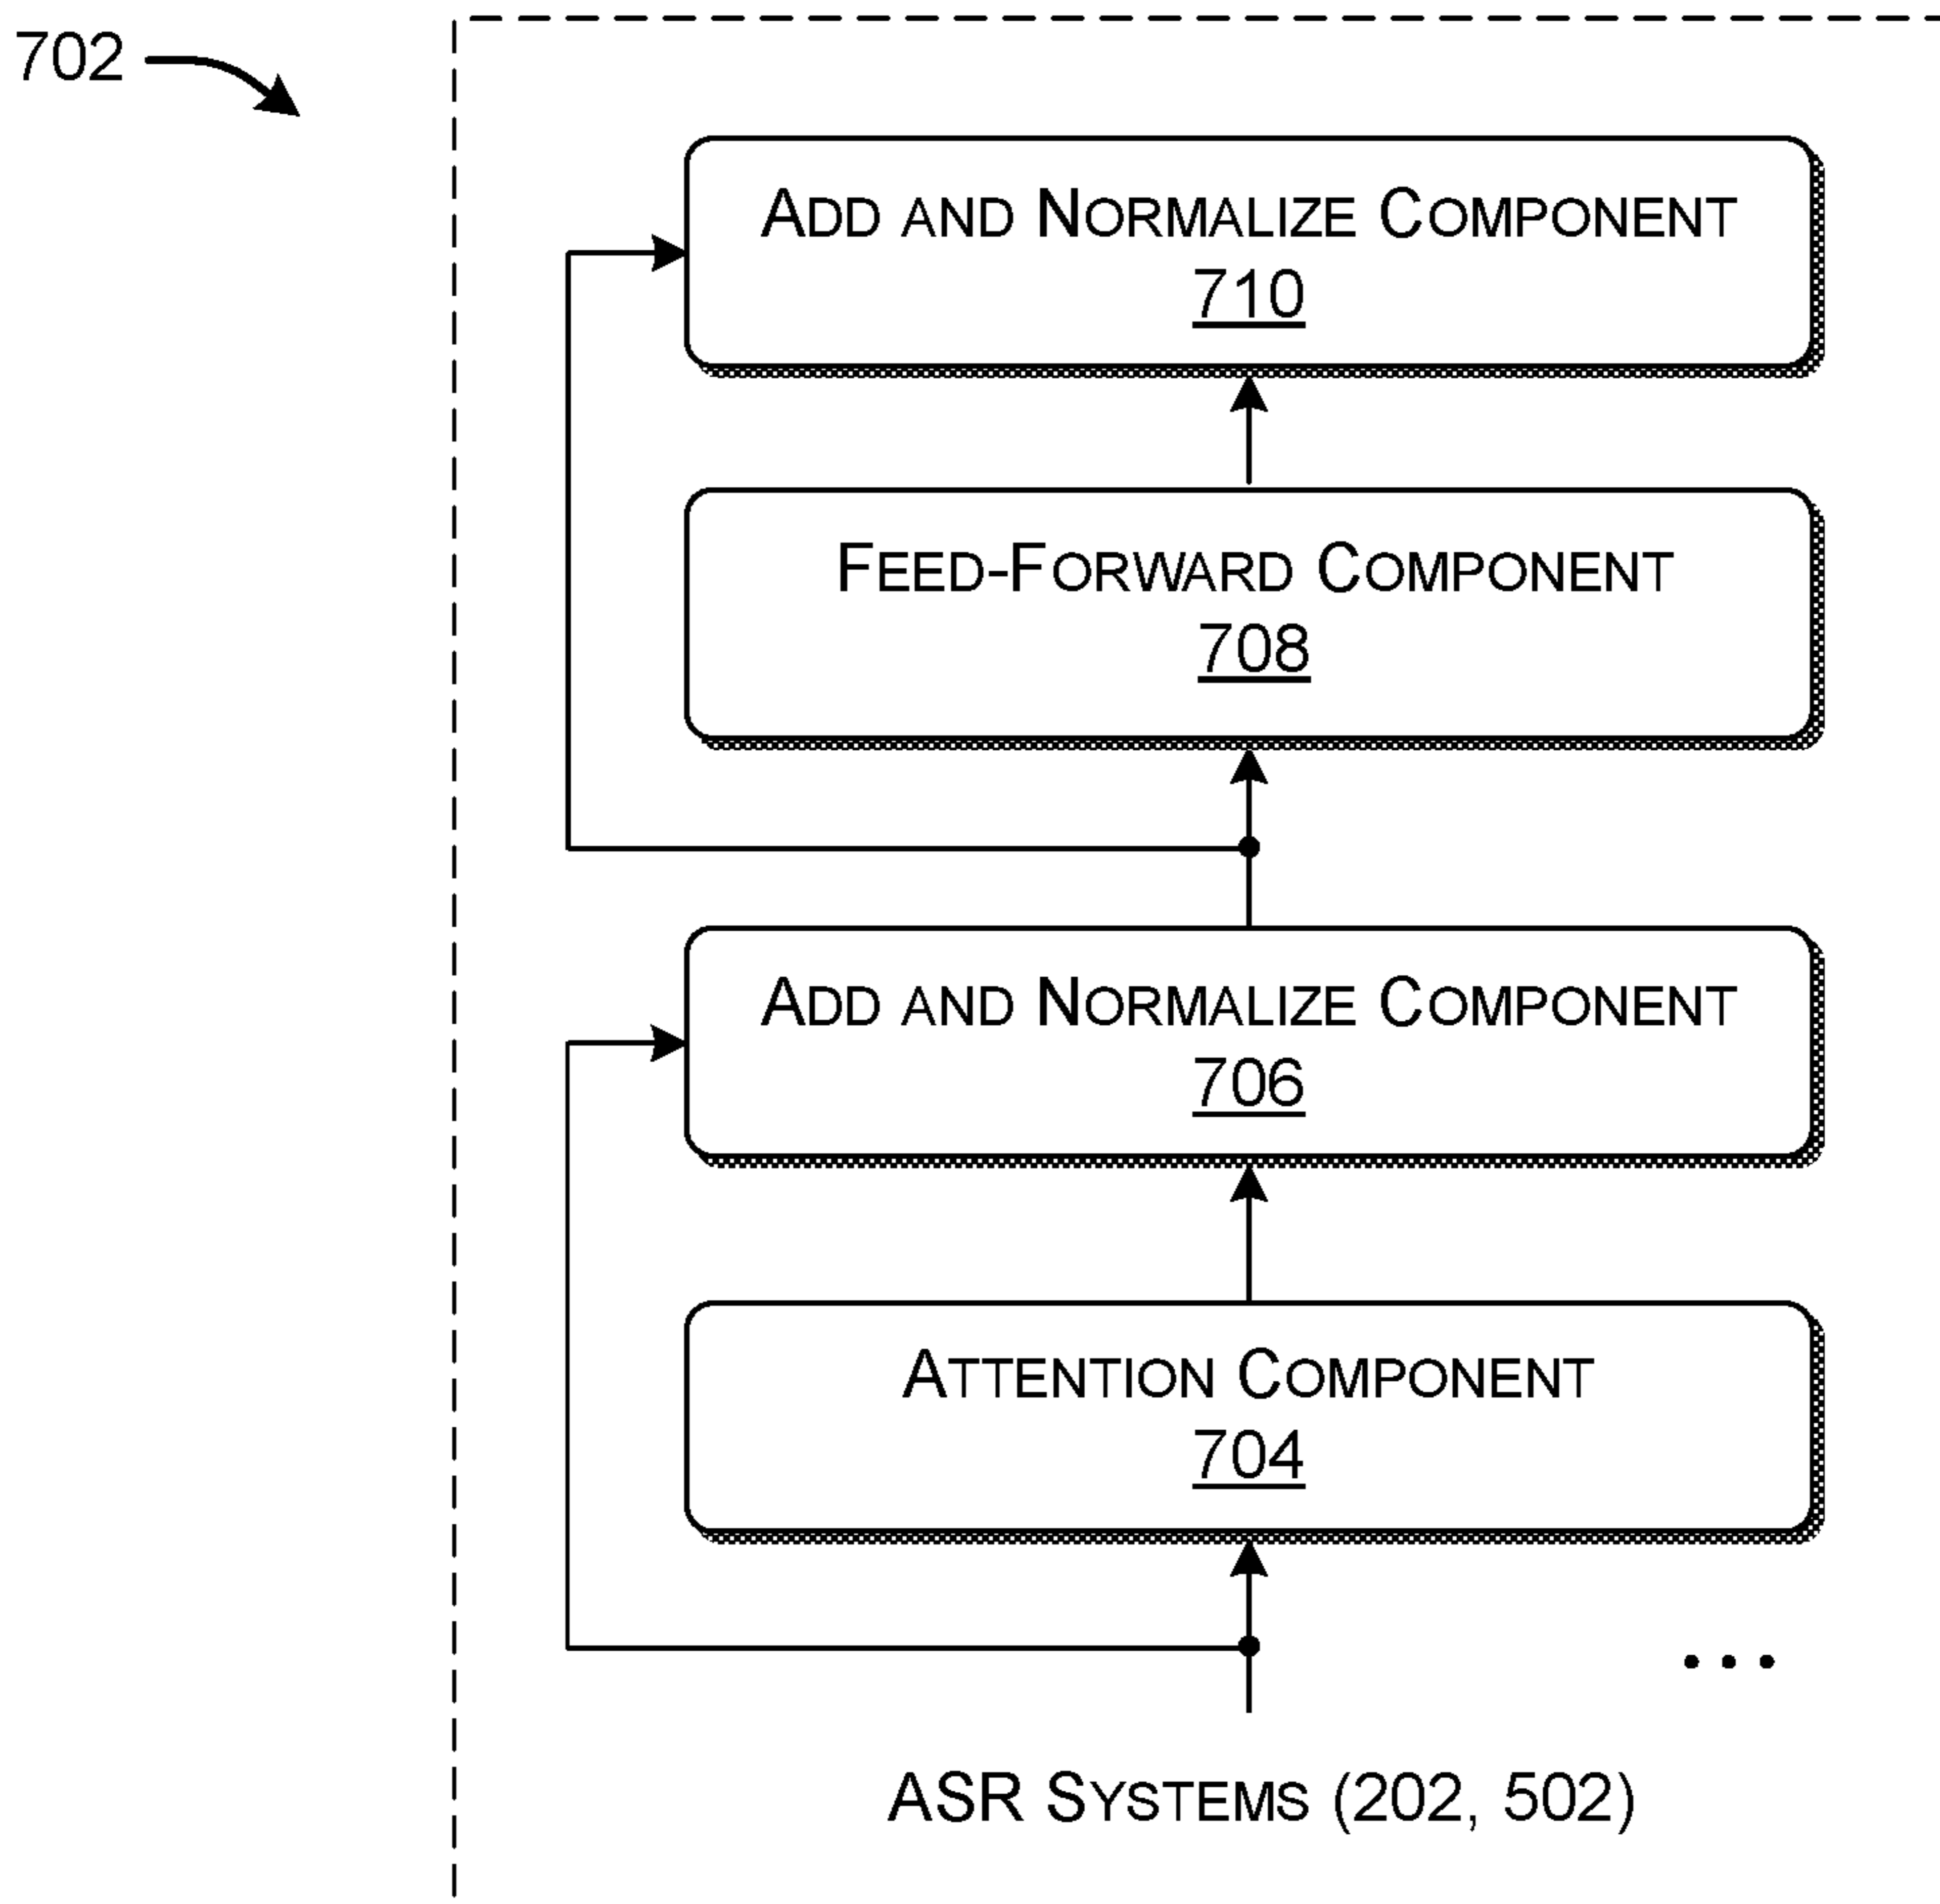 702
ADD AND NORMALIZE COMPONENT
710
FEED-FORWARD COMPONENT
708
ADD AND NORMALIZE COMPONENT
706
ATTENTION COMPONENT
704
...
ASR SYSTEMS (202, 502)